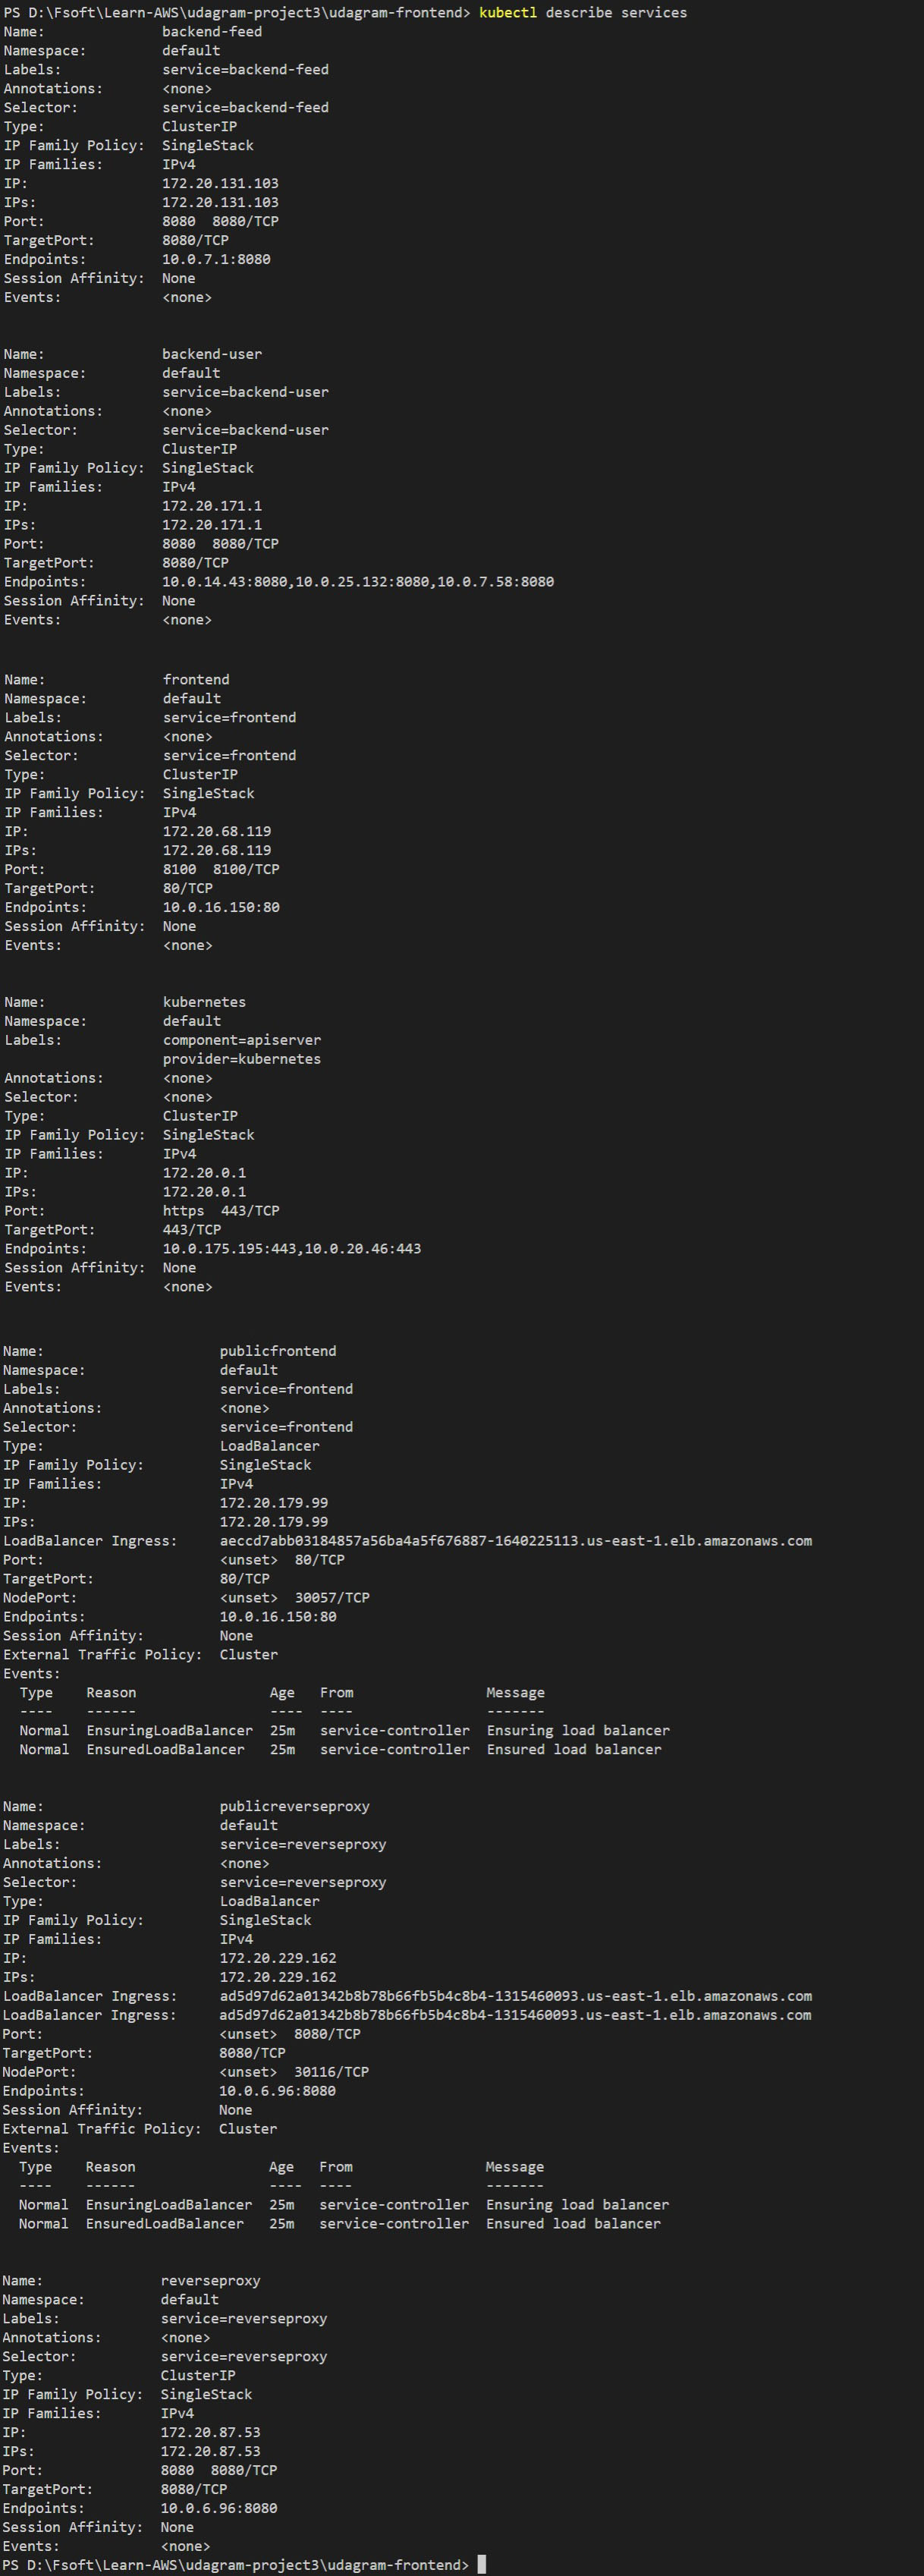 PS D:\Fsoft\Learn-AWS\udagram-project3\udagram-frontend> kubectl describe services
Name:              backend-feed
Namespace:         default
Labels:            service=backend-feed
Annotations:       <none>
Selector:          service=backend-feed
Type:              ClusterIP
IP Family Policy:  SingleStack
IP Families:       IPv4
IP:                172.20.131.103
IPs:               172.20.131.103
Port:              8080  8080/TCP
TargetPort:        8080/TCP
Endpoints:         10.0.7.1:8080
Session Affinity:  None
Events:            <none>
Name:              backend-user
Namespace:         default
Labels:            service=backend-user
Annotations:       <none>
Selector:          service=backend-user
Type:              ClusterIP
IP Family Policy:  SingleStack
IP Families:       IPv4
IP:                172.20.171.1
IPs:               172.20.171.1
Port:              8080  8080/TCP
TargetPort:        8080/TCP
Endpoints:         10.0.14.43:8080,10.0.25.132:8080,10.0.7.58:8080
Session Affinity:  None
Events:            <none>
Name:              frontend
Namespace:         default
Labels:            service=frontend
Annotations:       <none>
Selector:          service=frontend
Type:              ClusterIP
IP Family Policy:  SingleStack
IP Families:       IPv4
IP:                172.20.68.119
IPs:               172.20.68.119
Port:              8100  8100/TCP
TargetPort:        80/TCP
Endpoints:         10.0.16.150:80
Session Affinity:  None
Events:            <none>
Name:              kubernetes
Namespace:         default
Labels:            component=apiserver
                   provider=kubernetes
Annotations:       <none>
Selector:          <none>
Type:              ClusterIP
IP Family Policy:  SingleStack
IP Families:       IPv4
IP:                172.20.0.1
IPs:               172.20.0.1
Port:              https  443/TCP
TargetPort:        443/TCP
Endpoints:         10.0.175.195:443,10.0.20.46:443
Session Affinity:  None
Events:            <none>
Name:                     publicfrontend
Namespace:                default
Labels:                   service=frontend
Annotations:              <none>
Selector:                 service=frontend
Type:                     LoadBalancer
IP Family Policy:         SingleStack
IP Families:              IPv4
IP:                       172.20.179.99
IPs:                      172.20.179.99
LoadBalancer Ingress:     aeccd7abb03184857a56ba4a5f676887-1640225113.us-east-1.elb.amazonaws.com
Port:                     <unset>  80/TCP
TargetPort:               80/TCP
NodePort:                 <unset>  30057/TCP
Endpoints:                10.0.16.150:80
Session Affinity:         None
External Traffic Policy:  Cluster
Events:
  Type    Reason                Age   From                Message
  ----    ------                ----  ----                -------
  Normal  EnsuringLoadBalancer  25m   service-controller  Ensuring load balancer
  Normal  EnsuredLoadBalancer   25m   service-controller  Ensured load balancer
Name:                     publicreverseproxy
Namespace:                default
Labels:                   service=reverseproxy
Annotations:              <none>
Selector:                 service=reverseproxy
Type:                     LoadBalancer
IP Family Policy:         SingleStack
IP Families:              IPv4
IP:                       172.20.229.162
IPs:                      172.20.229.162
LoadBalancer Ingress:     ad5d97d62a01342b8b78b66fb5b4c8b4-1315460093.us-east-1.elb.amazonaws.com
LoadBalancer Ingress:     ad5d97d62a01342b8b78b66fb5b4c8b4-1315460093.us-east-1.elb.amazonaws.com
Port:                     <unset>  8080/TCP
TargetPort:               8080/TCP
NodePort:                 <unset>  30116/TCP
Endpoints:                10.0.6.96:8080
Session Affinity:         None
External Traffic Policy:  Cluster
Events:
  Type    Reason                Age   From                Message
  ----    ------                ----  ----                -------
  Normal  EnsuringLoadBalancer  25m   service-controller  Ensuring load balancer
  Normal  EnsuredLoadBalancer   25m   service-controller  Ensured load balancer
Name:              reverseproxy
Namespace:         default
Labels:            service=reverseproxy
Annotations:       <none>
Selector:          service=reverseproxy
Type:              ClusterIP
IP Family Policy:  SingleStack
IP Families:       IPv4
IP:                172.20.87.53
IPs:               172.20.87.53
Port:              8080  8080/TCP
TargetPort:        8080/TCP
Endpoints:         10.0.6.96:8080
Session Affinity:  None
Events:            <none>
PS D:\Fsoft\Learn-AWS\udagram-project3\udagram-frontend>